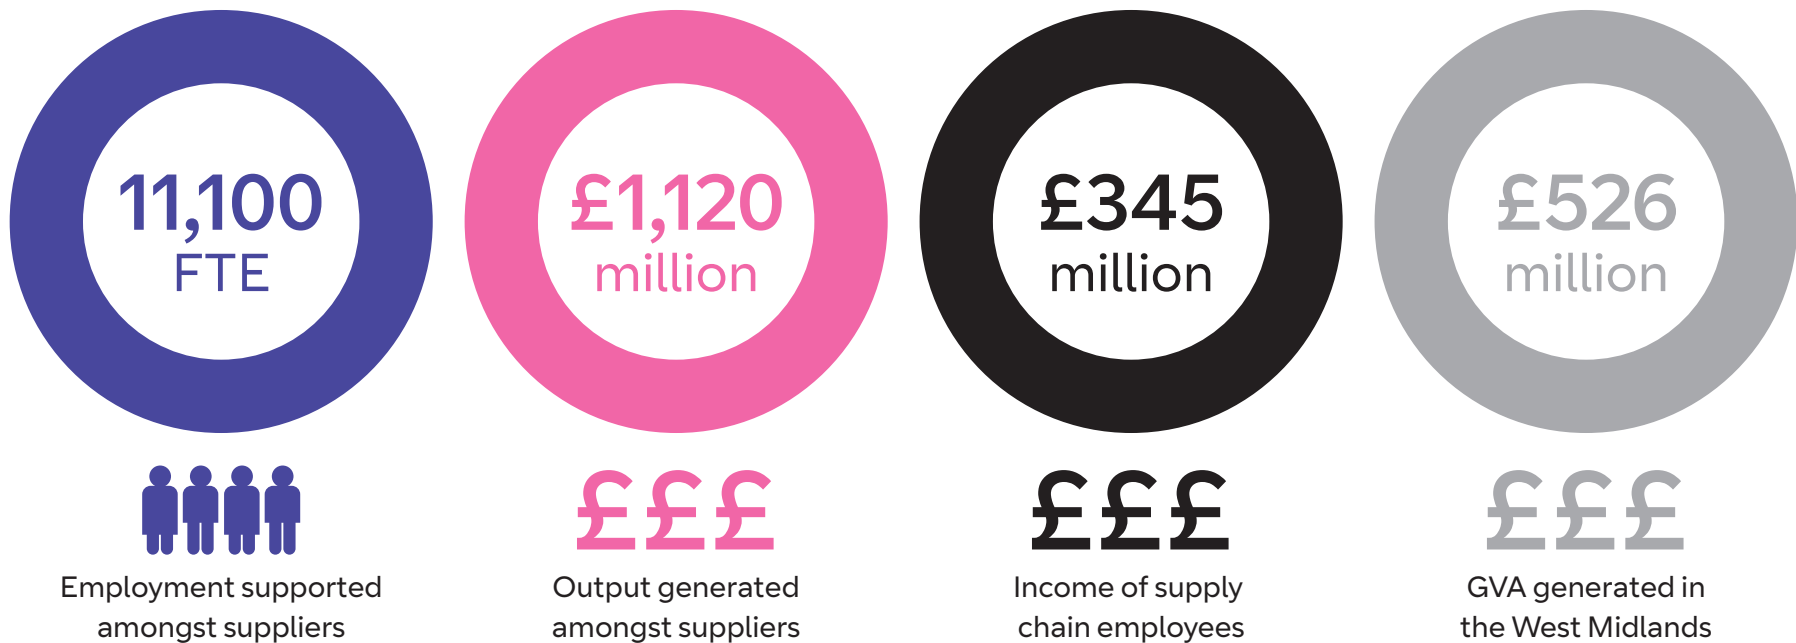 11,100
FTE
£1,120
million
£345
million
£526
million
£££
£££
£££
Employment supported
amongst suppliers
Output generated
amongst suppliers
Income of supply
chain employees
GVA generated in
the West Midlands